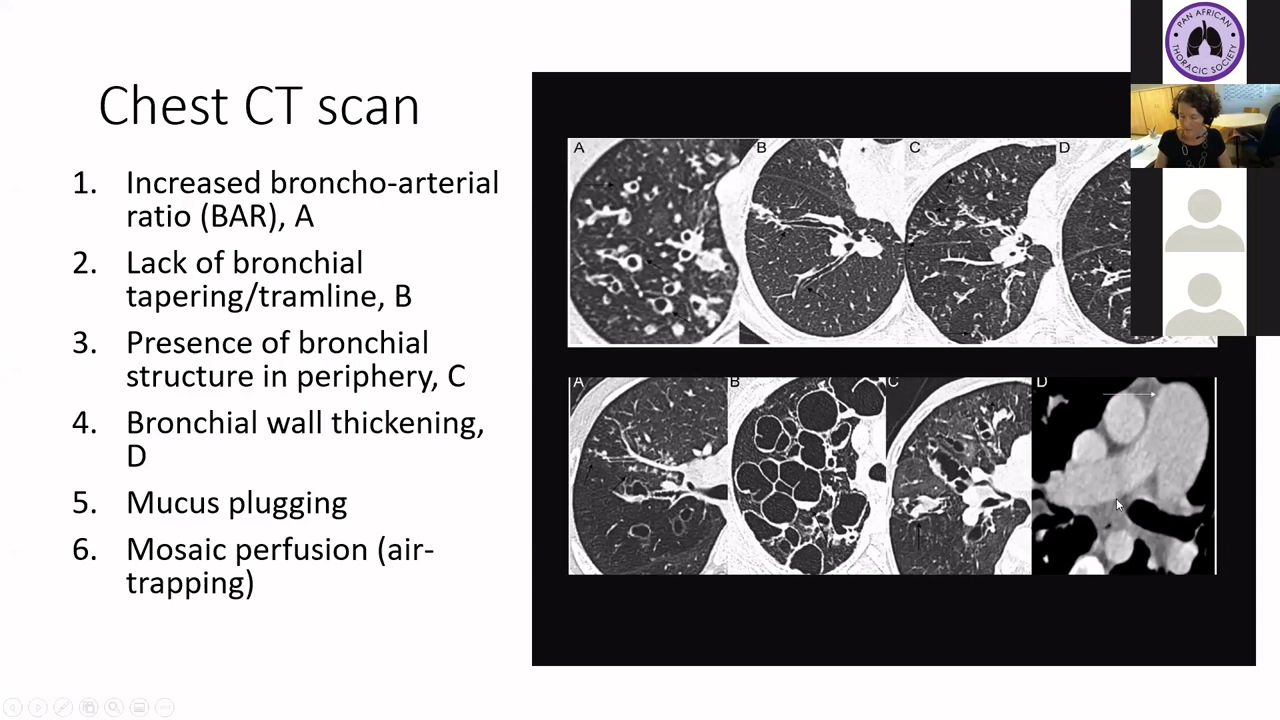 PAN AFRICAN
THORACIC SOCIETY
Chest CT scan
1. Increased broncho-arterial
ratio (BAR), A
2. Lack of bronchial
tapering/tramline, B
3. Presence of bronchial
structure in periphery, C
4. Bronchial wall thickening,
D
5. Mucus plugging
6. Mosaic perfusion (air-
trapping)
A B C D
A B C D